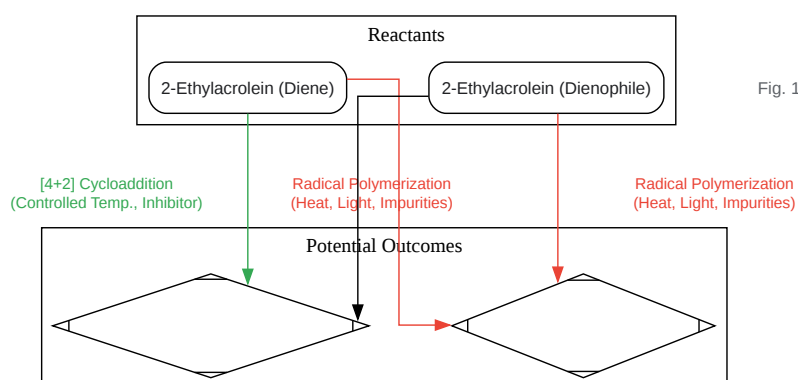 Reactants
2-Ethylacrolein (Diene)
2-Ethylacrolein (Dienophile)
Fig. 1
[4+2] Cycloaddition
(Controlled Temp., Inhibitor)
Radical Polymerization
(Heat, Light, Impurities)
Radical Polymerization
(Heat, Light, Impurities)
Potential Outcomes